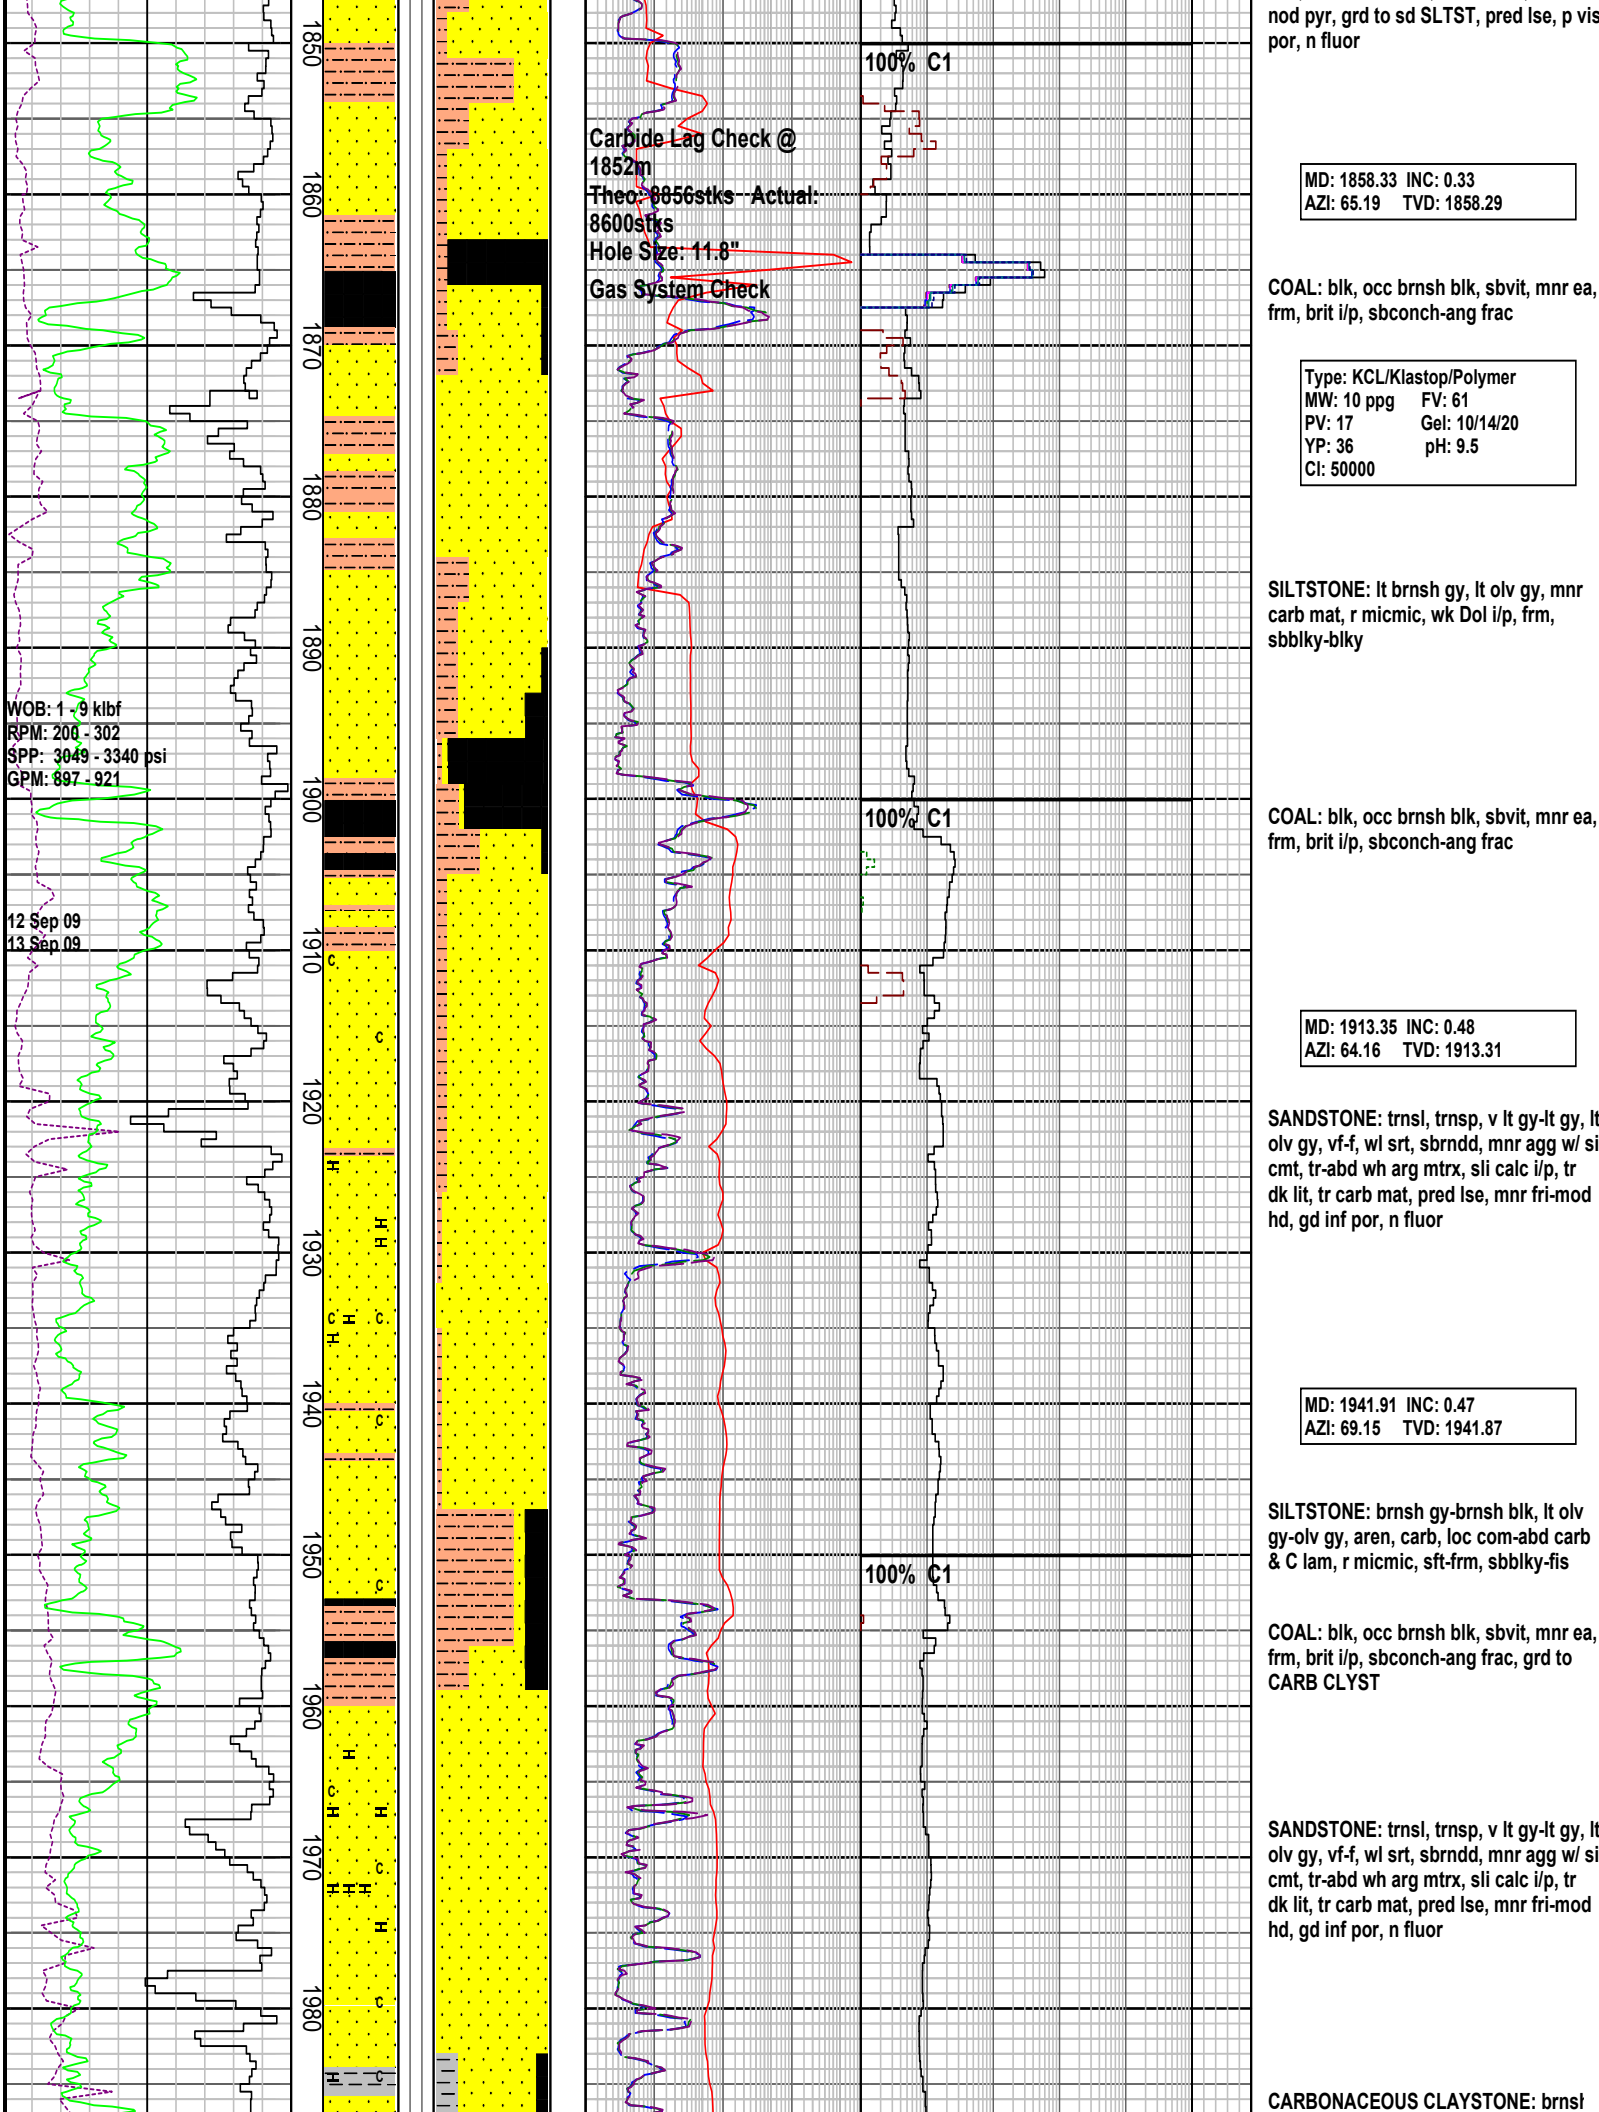 nod pyr, grd to sd SLTST, pred lse, p vis
por, n fluor
1850
100% C1
Carbide Lag Check @
1852m
Theo: 8856stks Actual:
8600stks
Hole Size: 11.8"
Gas System Check
1860
MD: 1858.33 INC: 0.33
AZI: 65.19 TVD: 1858.29
COAL: blk, occ brnsh blk, sbvit, mnr ea,
frm, brit i/p, sbconch-ang frac
1870
Type: KCL/Klastop/Polymer
MW: 10 ppg FV: 61
PV: 17 Gel: 10/14/20
YP: 36 pH: 9.5
Cl: 50000
1880
SILTSTONE: lt brnsh gy, lt olv gy, mnr
carb mat, r micmic, wk Dol i/p, frm,
sbblky-blky
1890
WOB: 1 - 9 klbf
RPM: 200 - 302
SPP: 3049 - 3340 psi
GPM: 897 - 921
1900
100% C1
COAL: blk, occ brnsh blk, sbvit, mnr ea,
frm, brit i/p, sbconch-ang frac
12 Sep 09
13 Sep 09
1910
C
MD: 1913.35 INC: 0.48
AZI: 64.16 TVD: 1913.31
C
1920
SANDSTONE: trnsl, trnsp, v lt gy-lt gy, lt
olv gy, vf-f, wl srt, sbrndd, mnr agg w/ si
cmt, tr-abd wh arg mtrx, sli calc i/p, tr
dk lit, tr carb mat, pred lse, mnr fri-mod
hd, gd inf por, n fluor
H
H
H
1930
C H C
H
1940
C
MD: 1941.91 INC: 0.47
AZI: 69.15 TVD: 1941.87
SILTSTONE: brnsh gy-brnsh blk, lt olv
gy-olv gy, aren, carb, loc com-abd carb
& C lam, r micmic, sft-frm, sbblky-fis
1950
100% C1
C
COAL: blk, occ brnsh blk, sbvit, mnr ea,
frm, brit i/p, sbconch-ang frac, grd to
CARB CLYST
1960
H
C
H H
SANDSTONE: trnsl, trnsp, v lt gy-lt gy, lt
olv gy, vf-f, wl srt, sbrndd, mnr agg w/ si
cmt, tr-abd wh arg mtrx, sli calc i/p, tr
dk lit, tr carb mat, pred lse, mnr fri-mod
hd, gd inf por, n fluor
1970
C
H H H
H
1980
C
H C
CARBONACEOUS CLAYSTONE: brnsh